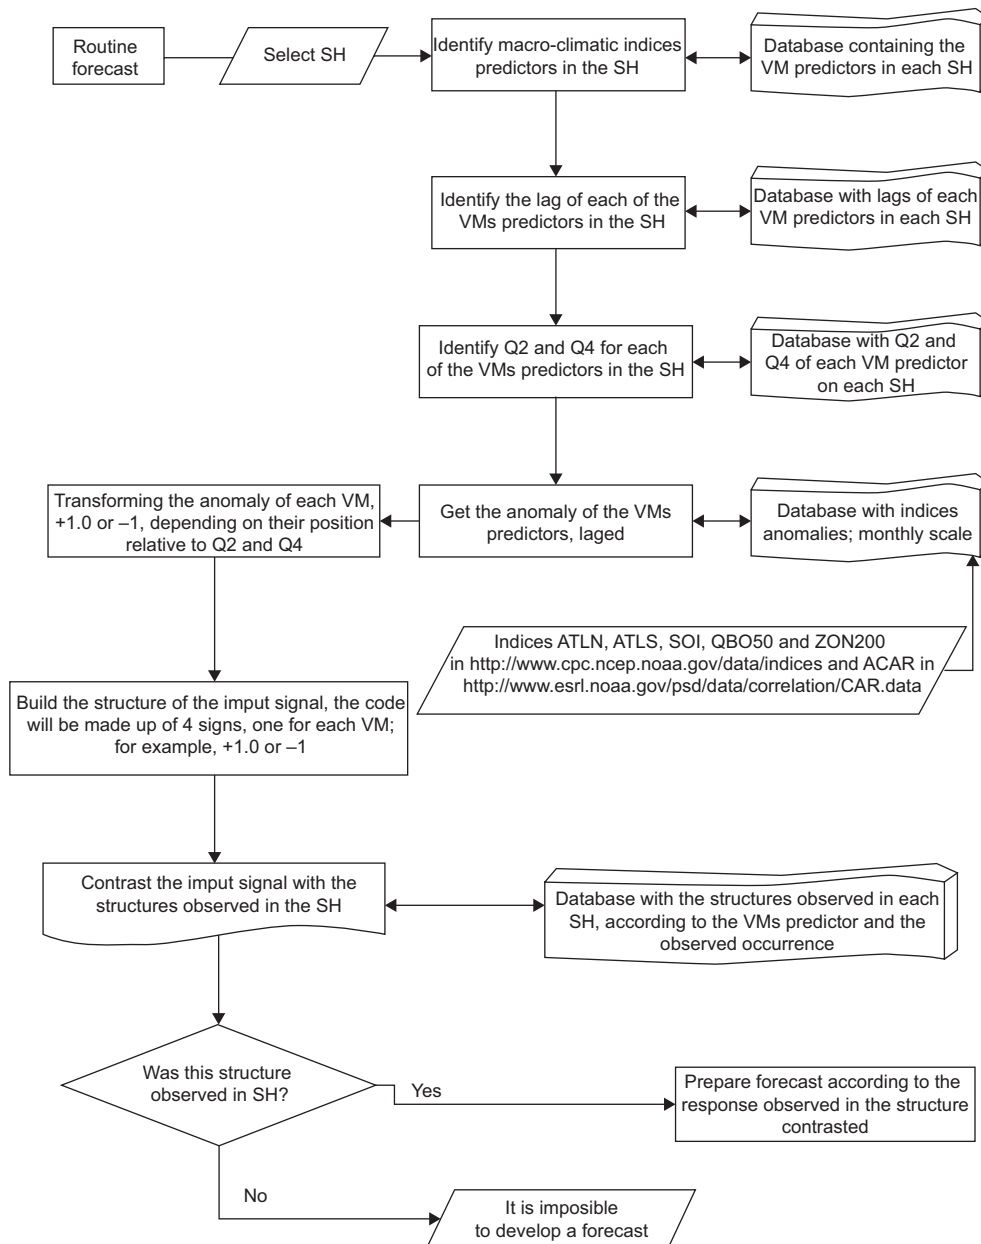 Routine
forecast
Select SH
Identify macro-climatic indices
predictors in the SH
Database containing the
VM predictors in each SH
Identify the lag of each of the
VMs predictors in the SH
Database with lags of each
VM predictors in each SH
Identify Q2 and Q4 for each
of the VMs predictors in the SH
Database with Q2 and
Q4 of each VM predictor
on each SH
Transforming the anomaly of each VM,
+1.0 or –1, depending on their position
relative to Q2 and Q4
Get the anomaly of the VMs
predictors, laged
Database with indices
anomalies; monthly scale
Indices ATLN, ATLS, SOI, QBO50 and ZON200
in http://www.cpc.ncep.noaa.gov/data/indices and ACAR in
http://www.esrl.noaa.gov/psd/data/correlation/CAR.data
Build the structure of the imput signal, the code
will be made up of 4 signs, one for each VM;
for example, +1.0 or –1
Contrast the imput signal with the
structures observed in the SH
Database with the structures observed in each
SH, according to the VMs predictor and the
observed occurrence
Was this structure
observed in SH?
Yes
Prepare forecast according to the
response observed in the structure
contrasted
No
It is imposible
to develop a forecast